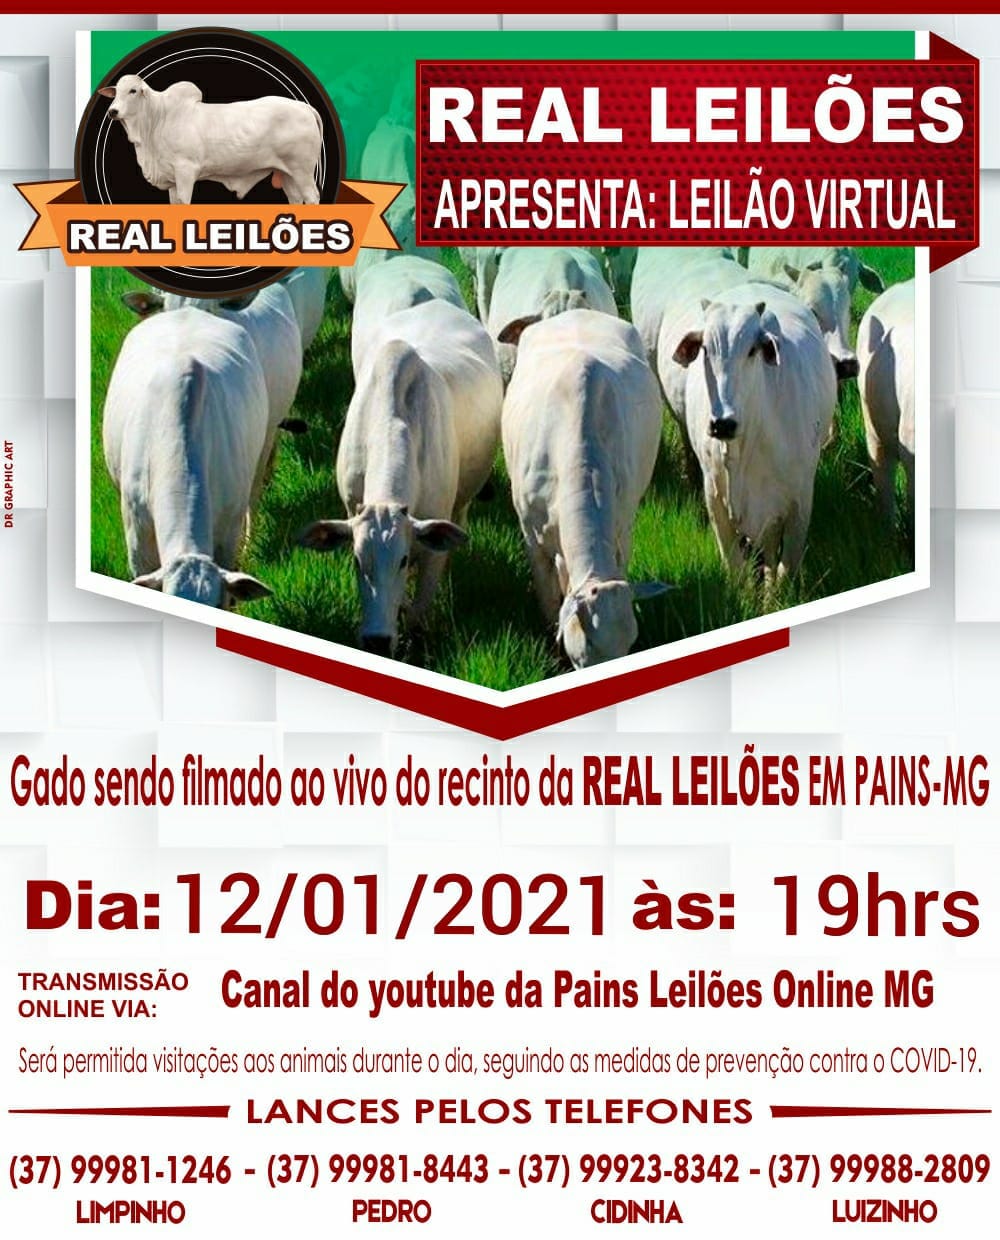 REAL LEILÕES
REAL LEILÕES
APRESENTA: LEILÃO VIRTUAL
DR GRAPHIC ART
Gado sendo filmado ao vivo do recinto da REAL LEILÕES EM PAINS-MG
Dia: 12/01/2021 às: 19hrs
TRANSMISSÃO
ONLINE VIA:
Canal do youtube da Pains Leilões Online MG
Será permitida visitações aos animais durante o dia, seguindo as medidas de prevenção contra o COVID-19.
LANCES PELOS TELEFONES
(37) 99981-1246 - (37) 99981-8443 - (37) 99923-8342 - (37) 99988-2809
LIMPINHO PEDRO CIDINHA LUIZINHO